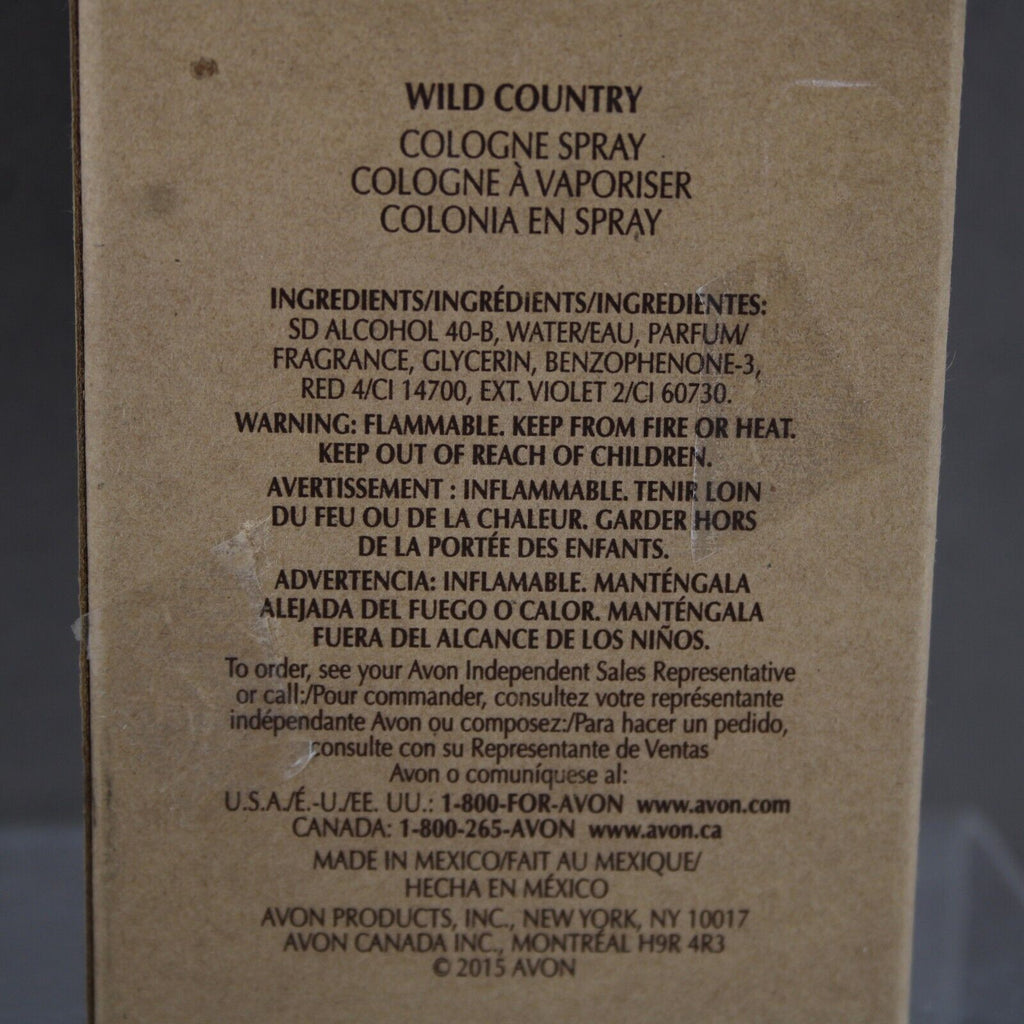 WILD COUNTRY
COLOGNE SPRAY
COLOGNE À VAPORISER
COLONIA EN SPRAY
INGREDIENTS/INGRÉDIENTS/INGREDIENTES:
SD ALCOHOL 40-B, WATER/EAU, PARFUM/
FRAGRANCE, GLYCERIN, BENZOPHENONE-3,
RED 4/CI 14700, EXT. VIOLET 2/CI 60730.
WARNING: FLAMMABLE. KEEP FROM FIRE OR HEAT.
KEEP OUT OF REACH OF CHILDREN.
AVERTISSEMENT : INFLAMMABLE. TENIR LOIN
DU FEU OU DE LA CHALEUR. GARDER HORS
DE LA PORTÉE DES ENFANTS.
ADVERTENCIA: INFLAMABLE. MANTÉNGALA
ALEJADA DEL FUEGO O CALOR. MANTÉNGALA
FUERA DEL ALCANCE DE LOS NIÑOS.
To order, see your Avon Independent Sales Representative
or call:/Pour commander, consultez votre représentante
indépendante Avon ou composez:/Para hacer un pedido,
consulte con su Representante de Ventas
Avon o comuníquese al:
U.S.A./É.-U./EE. UU.: 1-800-FOR-AVON www.avon.com
CANADA: 1-800-265-AVON www.avon.ca
MADE IN MEXICO/FAIT AU MEXIQUE/
HECHA EN MÉXICO
AVON PRODUCTS, INC., NEW YORK, NY 10017
AVON CANADA INC., MONTRÉAL H9R 4R3
© 2015 AVON